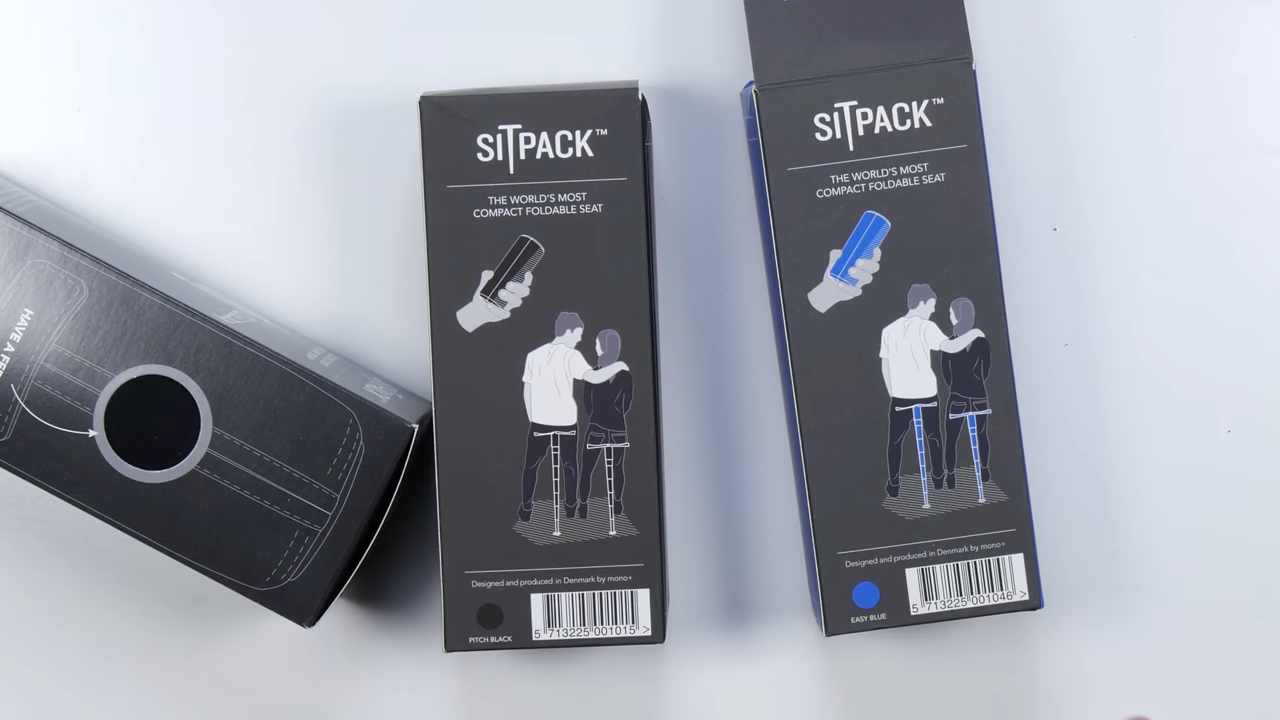 HAVE A
SITPACK™
THE WORLD'S MOST
COMPACT FOLDABLE SEAT
Designed and produced in Denmark by mono+
PITCH BLACK
5 713225 001015 >
SITPACK™
THE WORLD'S MOST
COMPACT FOLDABLE SEAT
Designed and produced in Denmark by mono+
EASY BLUE
5 713225 001046 >